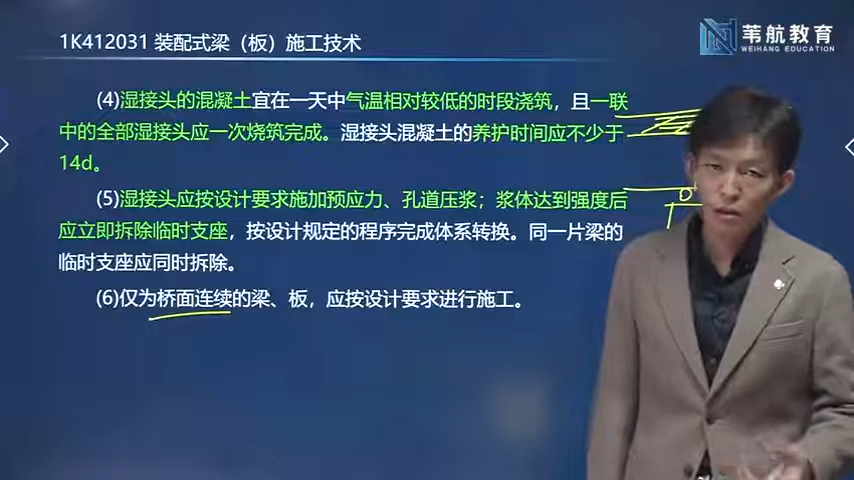 1K412031 装配式梁（板）施工技术
苇航教育
WEIHANG EDUCATION
(4)湿接头的混凝土宜在一天中气温相对较低的时段浇筑，且一联
中的全部湿接头应一次烧筑完成。湿接头混凝土的养护时间应不少于
14d。
(5)湿接头应按设计要求施加预应力、孔道压浆；浆体达到强度后
应立即拆除临时支座，按设计规定的程序完成体系转换。同一片梁的
临时支座应同时拆除。
(6)仅为桥面连续的梁、板，应按设计要求进行施工。